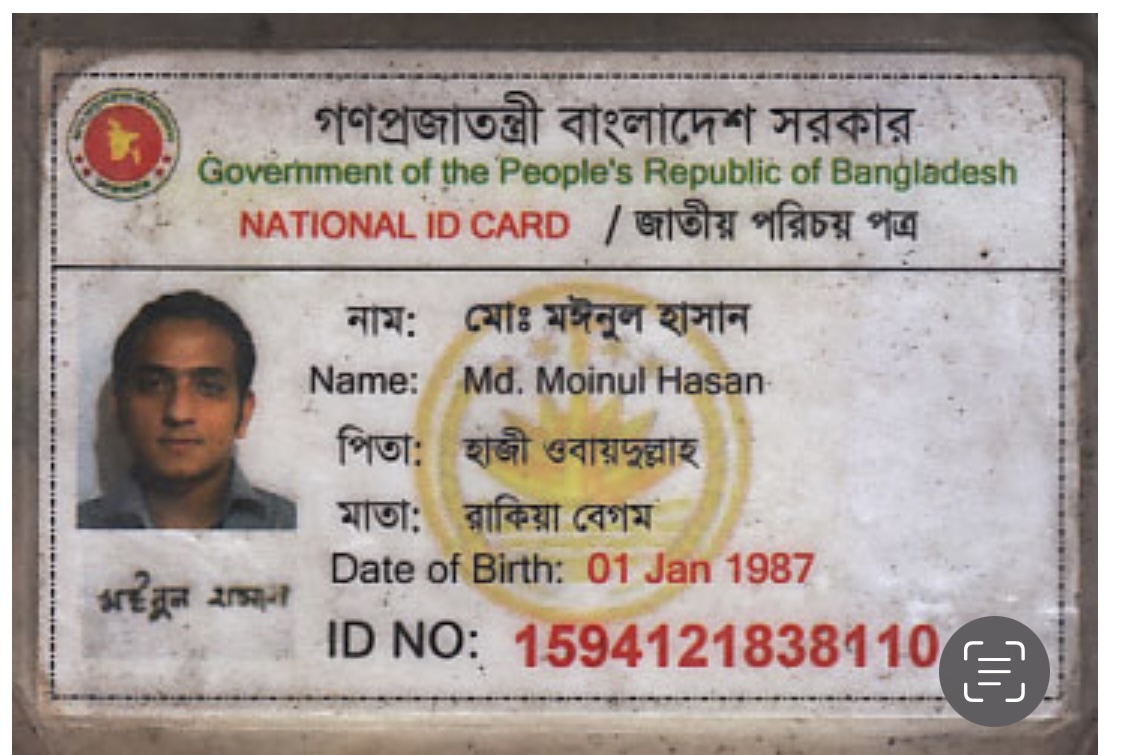 গণপ্রজাতন্ত্রী বাংলাদেশ সরকার
Government of the People's Republic of Bangladesh
NATIONAL ID CARD / জাতীয় পরিচয় পত্র
নাম: মোঃ মঈনুল হাসান
Name: Md. Moinul Hasan
পিতা: হাজী ওবায়দুল্লাহ
মাতা: রাকিয়া বেগম
Date of Birth: 01 Jan 1987
মঈনুল হাসান
ID NO: 1594121838110